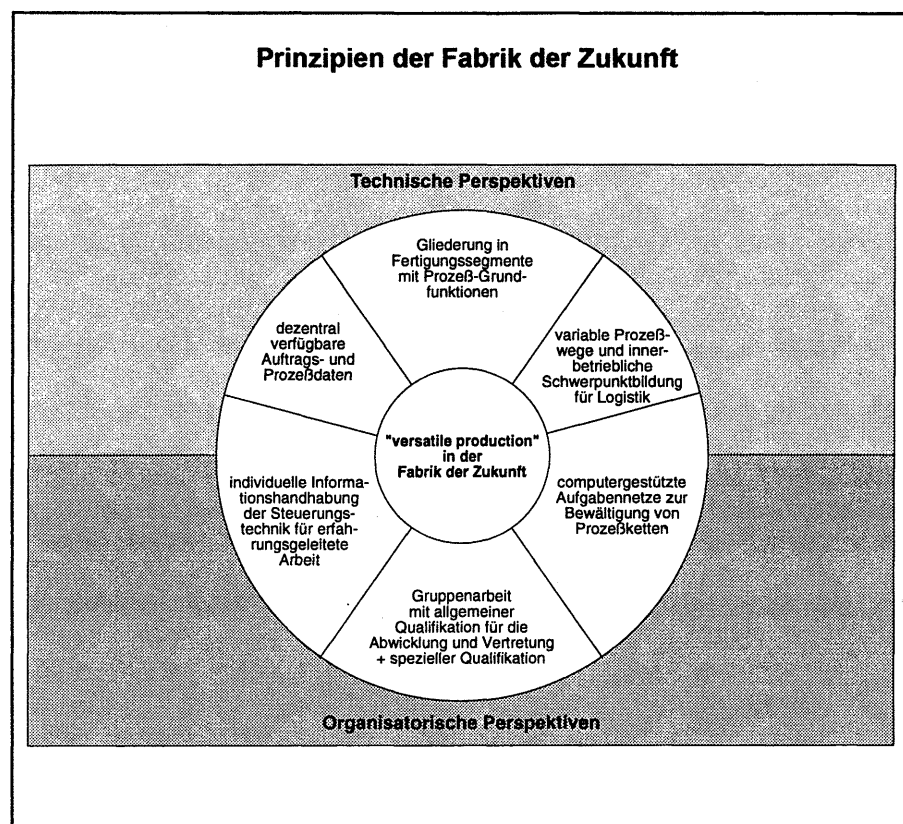 Prinzipien der Fabrik der Zukunft
Technische Perspektiven
Gliederung in
Fertigungssegmente
mit Prozeß-Grund-
funktionen
dezentral
verfügbare
Auftrags- und
Prozeßdaten
variable Prozeß-
wege und inner-
betriebliche
Schwerpunktbildung
für Logistik
"versatile production"
in der
Fabrik der Zukunft
individuelle Informa-
tionshandhabung
der Steuerungs-
technik für erfah-
rungsgeleitete
Arbeit
computergestützte
Aufgabennetze zur
Bewältigung von
Prozeßketten
Gruppenarbeit
mit allgemeiner
Qualifikation für die
Abwicklung und Vertretung
+ spezieller Qualifikation
Organisatorische Perspektiven